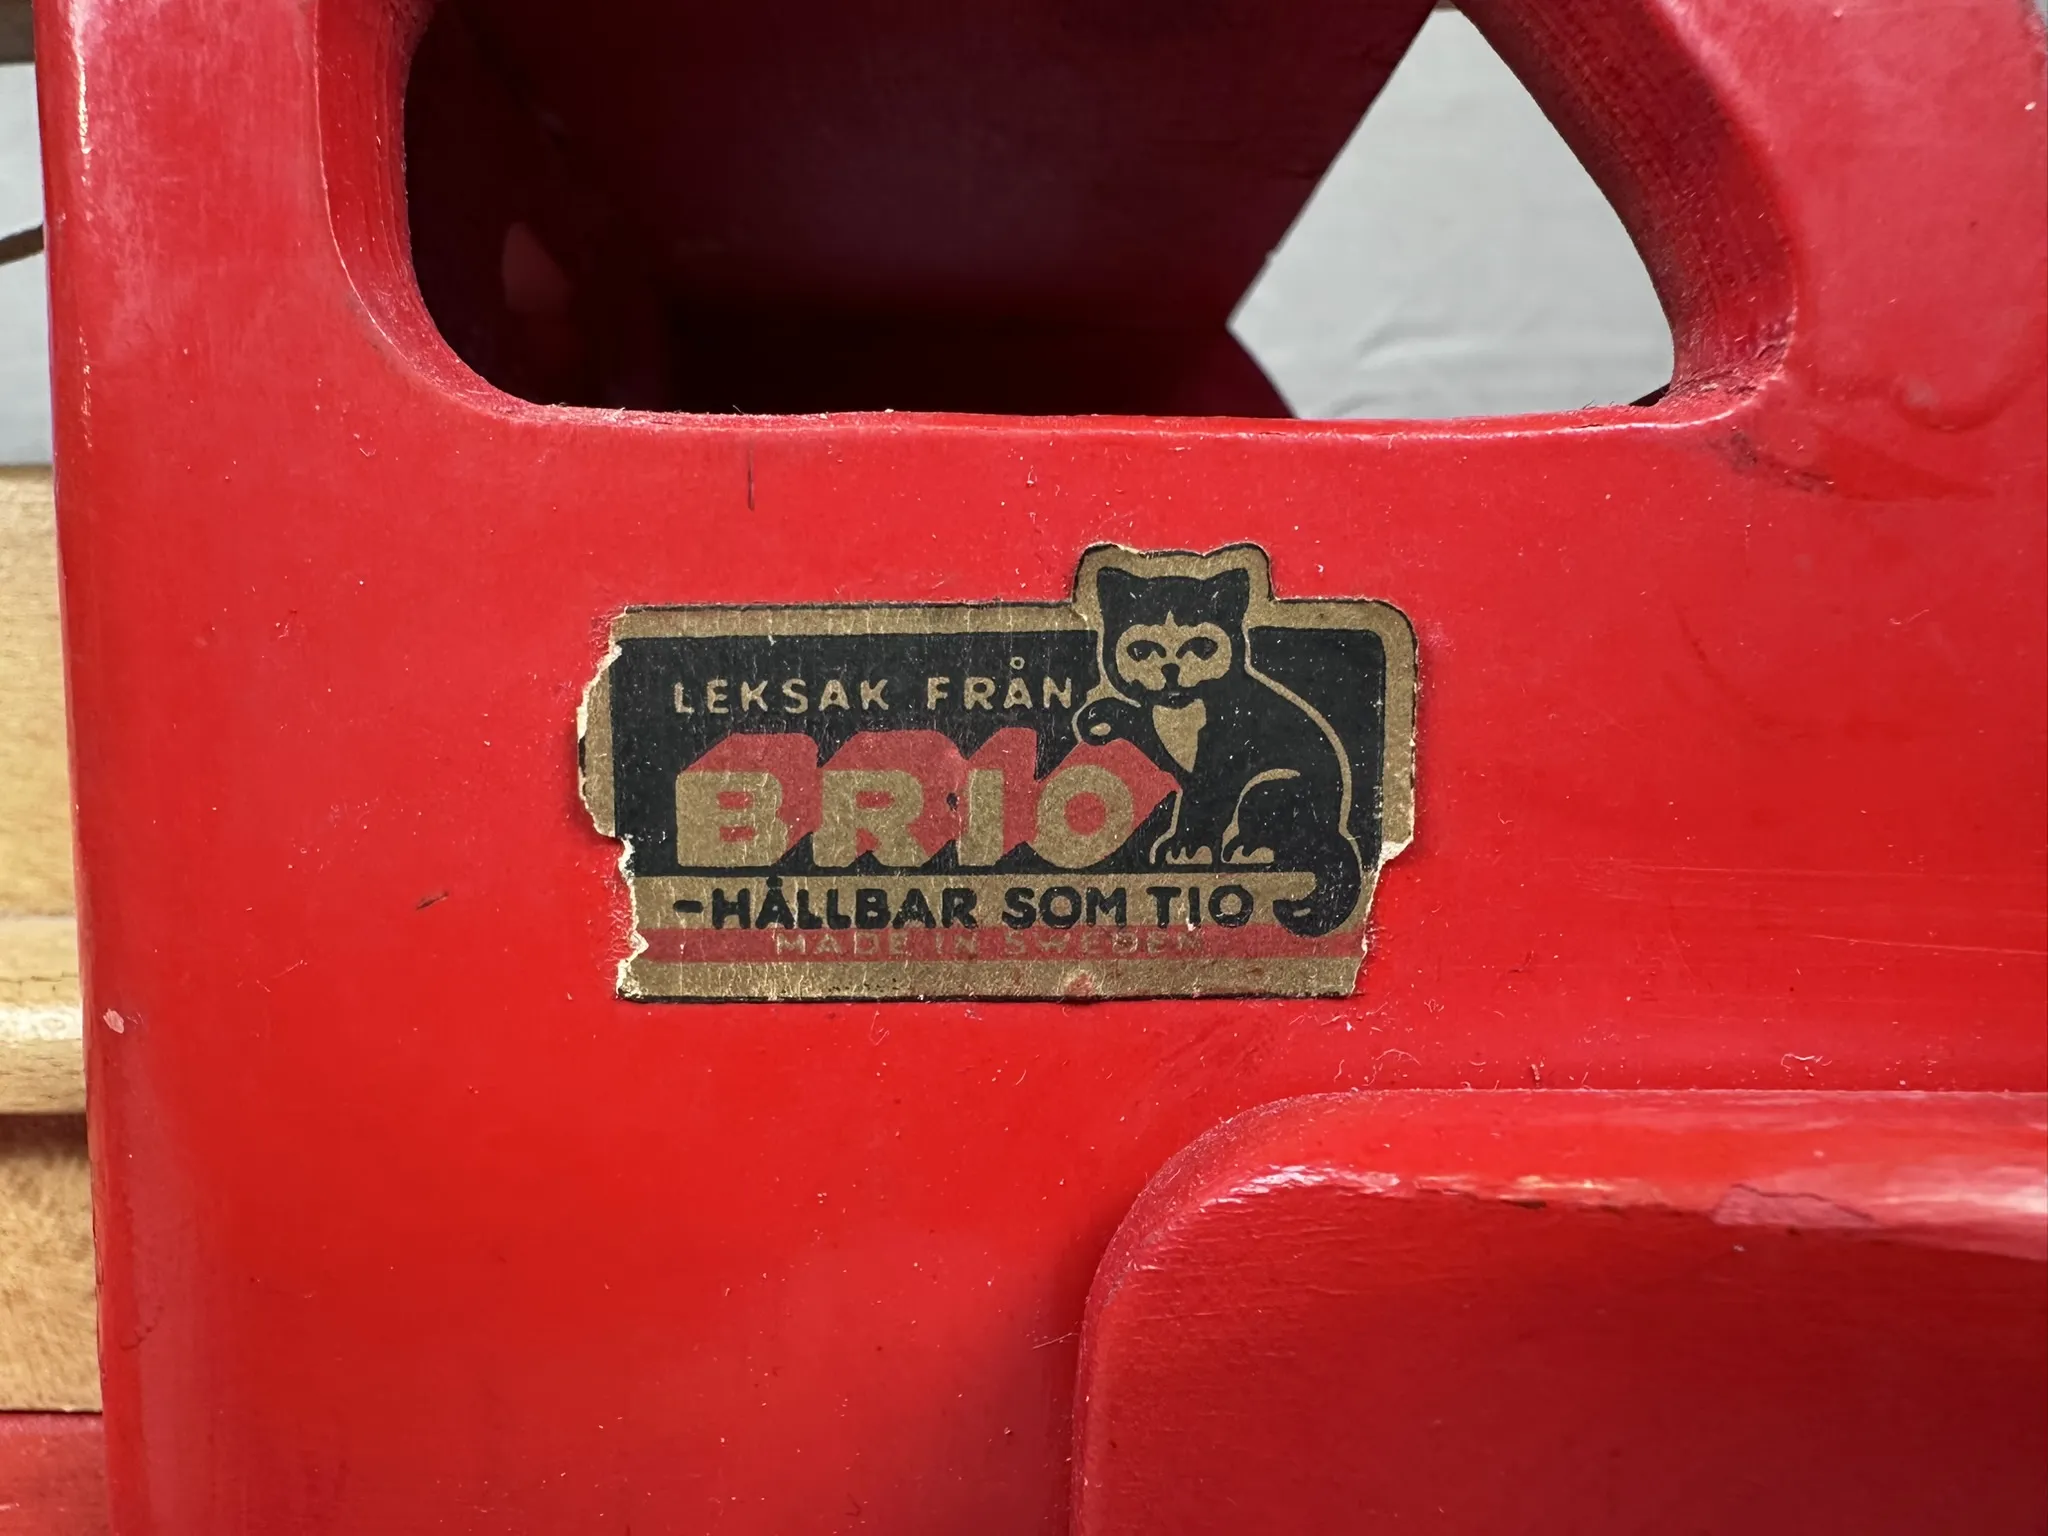 LEKSAK FRÅN
BRIO
-HÅLLBAR SOM TIO
MADE IN SWEDEN